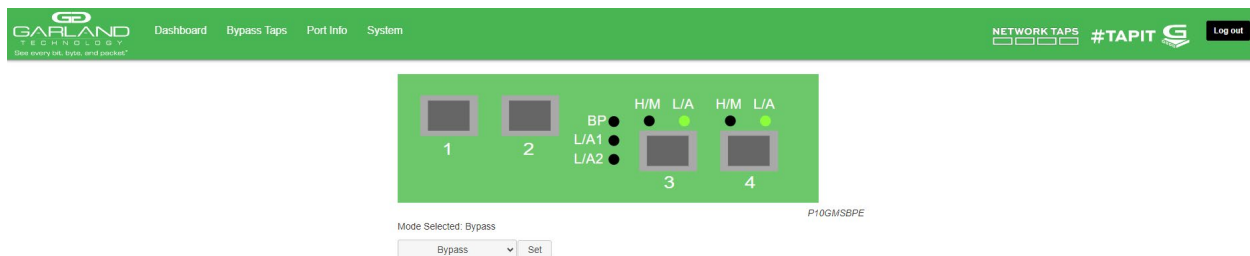 GARLAND
TECHNOLOGY
See every bit, byte, and packet®
Dashboard Bypass Taps Port Info System
NETWORK TAPS
#TAPIT
Log out
H/M L/A H/M L/A
BP
L/A1
L/A2
1 2 3 4
P10GMSBPE
Mode Selected: Bypass
Bypass Set